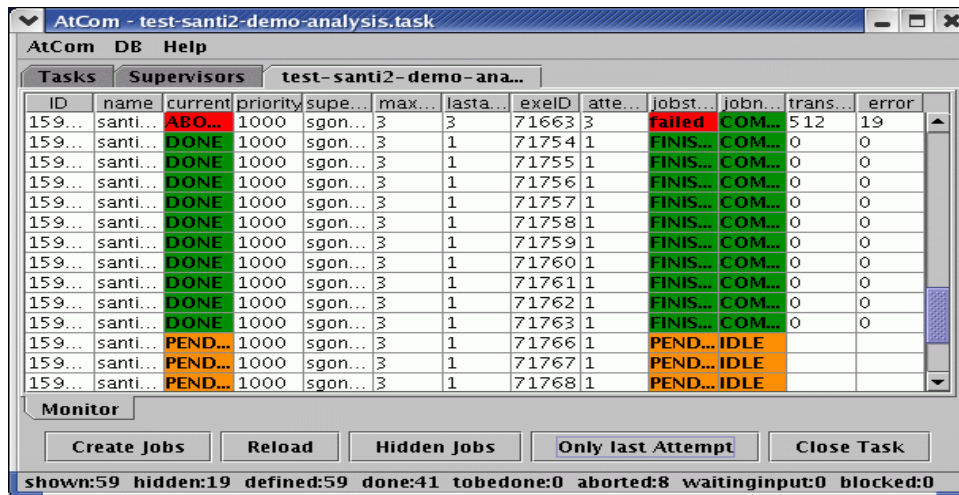 AtCom - test-santi2-demo-analysis.task
AtCom DB Help
Tasks Supervisors test-santi2-demo-ana...
ID name current priority supe... max... lasta... exeID atte... jobst... jobn... trans... error
159... santi... ABO... 1000 sgon... 3 3 71663 3 failed COM... 512 19
159... santi... DONE 1000 sgon... 3 1 71754 1 FINIS... COM... 0 0
159... santi... DONE 1000 sgon... 3 1 71755 1 FINIS... COM... 0 0
159... santi... DONE 1000 sgon... 3 1 71756 1 FINIS... COM... 0 0
159... santi... DONE 1000 sgon... 3 1 71757 1 FINIS... COM... 0 0
159... santi... DONE 1000 sgon... 3 1 71758 1 FINIS... COM... 0 0
159... santi... DONE 1000 sgon... 3 1 71759 1 FINIS... COM... 0 0
159... santi... DONE 1000 sgon... 3 1 71760 1 FINIS... COM... 0 0
159... santi... DONE 1000 sgon... 3 1 71761 1 FINIS... COM... 0 0
159... santi... DONE 1000 sgon... 3 1 71762 1 FINIS... COM... 0 0
159... santi... DONE 1000 sgon... 3 1 71763 1 FINIS... COM... 0 0
159... santi... PEND... 1000 sgon... 3 1 71766 1 PEND... IDLE
159... santi... PEND... 1000 sgon... 3 1 71767 1 PEND... IDLE
159... santi... PEND... 1000 sgon... 3 1 71768 1 PEND... IDLE
Monitor
Create Jobs Reload Hidden Jobs Only last Attempt Close Task
shown:59 hidden:19 defined:59 done:41 tobedone:0 aborted:8 waitinginput:0 blocked:0